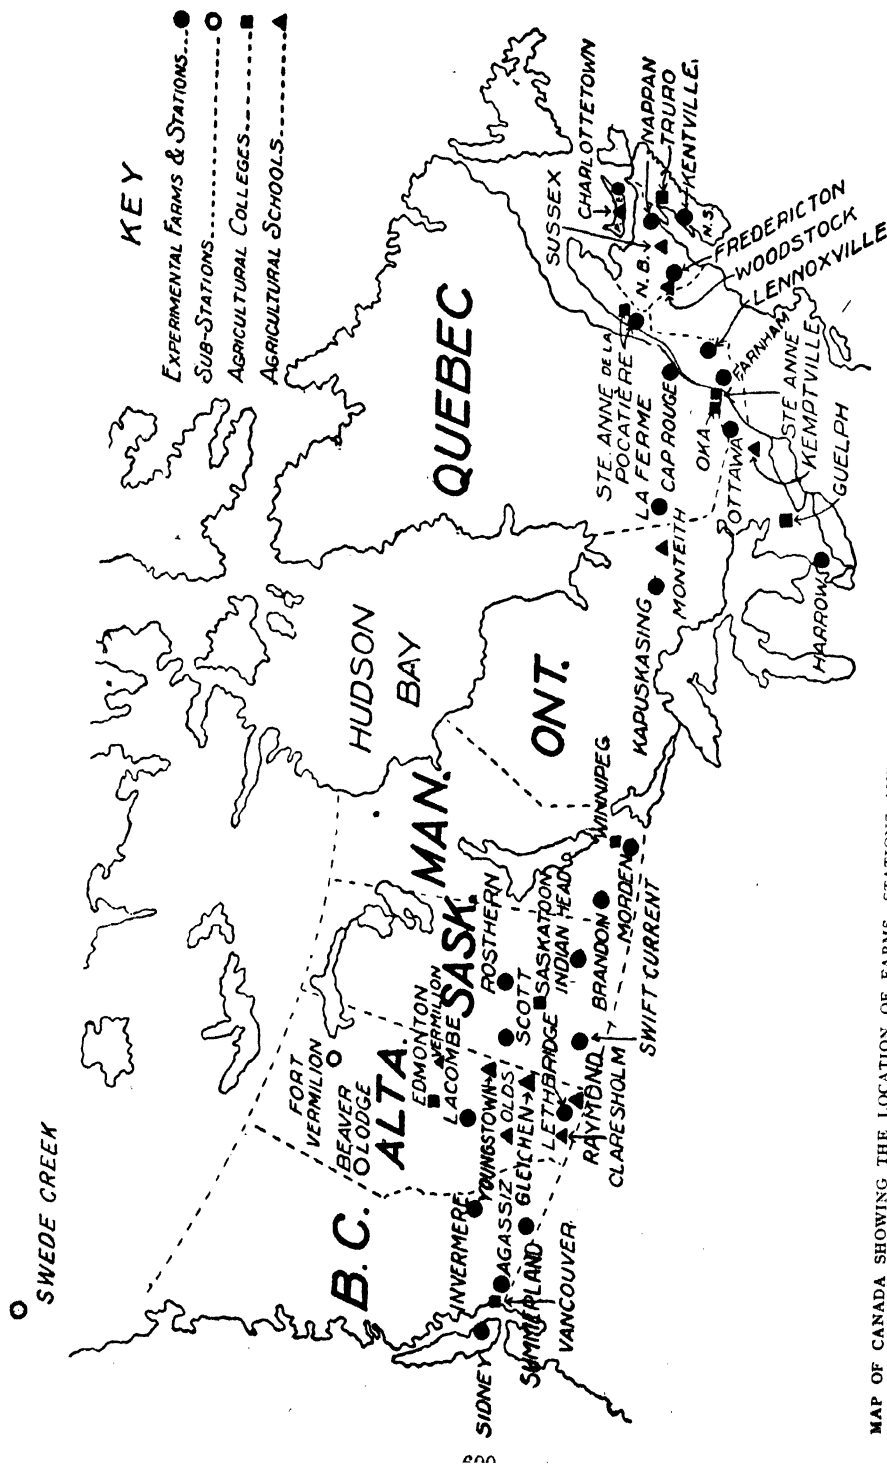 KEY
EXPERIMENTAL FARMS & STATIONS...
SUB-STATIONS
AGRICULTURAL COLLEGES
AGRICULTURAL SCHOOLS
SWEDE CREEK
FORT
VERMILION
BEAVER
LODGE
B.C.
ALTA.
SASK.
MAN.
ONT.
QUEBEC
HUDSON
BAY
N.B.
N.S.
SIDNEY
INVERMERE
AGASSIZ
SUMMERLAND
VANCOUVER.
EDMONTON
VERMILION
LACOMBE
YOUNGSTOWN
OLDS
GLEICHEN
LETHBRIDGE
RAYMOND
CLARESHOLM
ROSTHERN
SCOTT
SASKATOON
INDIAN HEAD
SWIFT CURRENT
BRANDON
MORDEN
WINNIPEG
KAPUSKASING
MONTEITH
LA FERME
CAP ROUGE
STE. ANNE DE LA
POCATIÈRE
OKA
OTTAWA
STE ANNE
KEMPTVILLE
GUELPH
HARROW
FARNHAM
LENNOXVILLE
WOODSTOCK
FREDERICTON
SUSSEX
CHARLOTTETOWN
NAPPAN
TRURO
KENTVILLE.
MAP OF CANADA SHOWING THE LOCATION OF FARMS, STATIONS